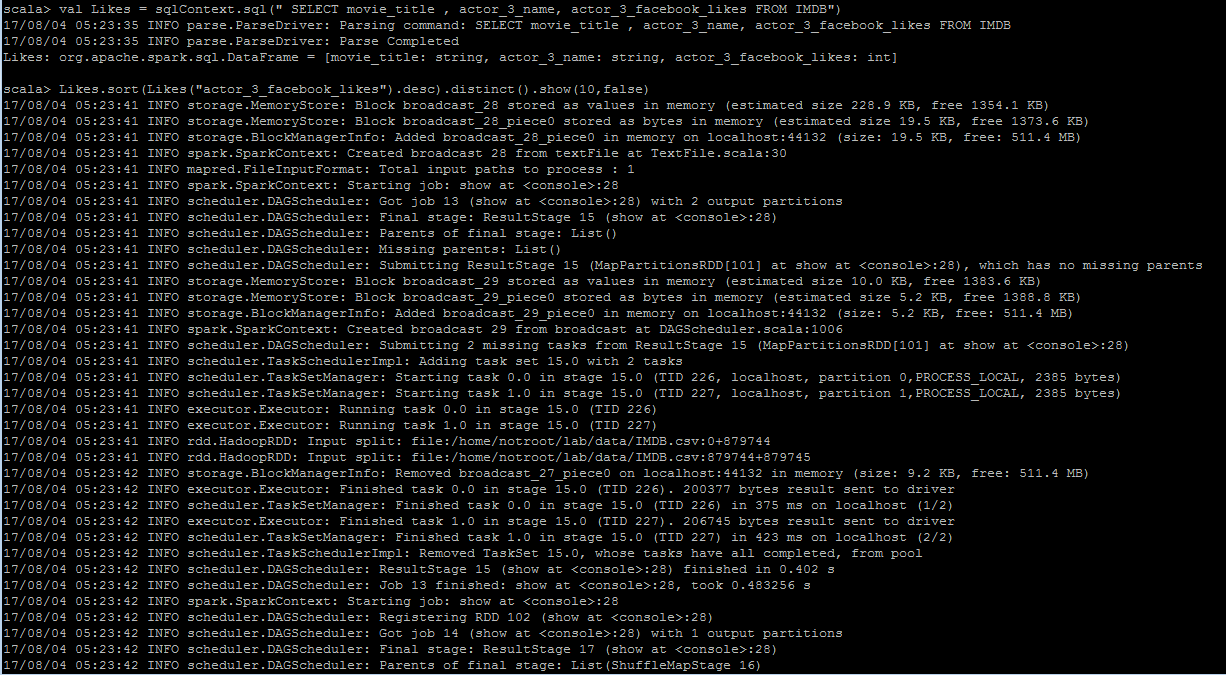 scala> val Likes = sqlContext.sql(" SELECT movie_title , actor_3_name, actor_3_facebook_likes FROM IMDB")
17/08/04 05:23:35 INFO parse.ParseDriver: Parsing command: SELECT movie_title , actor_3_name, actor_3_facebook_likes FROM IMDB
17/08/04 05:23:35 INFO parse.ParseDriver: Parse Completed
Likes: org.apache.spark.sql.DataFrame = [movie_title: string, actor_3_name: string, actor_3_facebook_likes: int]
scala> Likes.sort(Likes("actor_3_facebook_likes").desc).distinct().show(10,false)
17/08/04 05:23:41 INFO storage.MemoryStore: Block broadcast_28 stored as values in memory (estimated size 228.9 KB, free 1354.1 KB)
17/08/04 05:23:41 INFO storage.MemoryStore: Block broadcast_28_piece0 stored as bytes in memory (estimated size 19.5 KB, free 1373.6 KB)
17/08/04 05:23:41 INFO storage.BlockManagerInfo: Added broadcast_28_piece0 in memory on localhost:44132 (size: 19.5 KB, free: 511.4 MB)
17/08/04 05:23:41 INFO spark.SparkContext: Created broadcast 28 from textFile at TextFile.scala:30
17/08/04 05:23:41 INFO mapred.FileInputFormat: Total input paths to process : 1
17/08/04 05:23:41 INFO spark.SparkContext: Starting job: show at <console>:28
17/08/04 05:23:41 INFO scheduler.DAGScheduler: Got job 13 (show at <console>:28) with 2 output partitions
17/08/04 05:23:41 INFO scheduler.DAGScheduler: Final stage: ResultStage 15 (show at <console>:28)
17/08/04 05:23:41 INFO scheduler.DAGScheduler: Parents of final stage: List()
17/08/04 05:23:41 INFO scheduler.DAGScheduler: Missing parents: List()
17/08/04 05:23:41 INFO scheduler.DAGScheduler: Submitting ResultStage 15 (MapPartitionsRDD[101] at show at <console>:28), which has no missing parents
17/08/04 05:23:41 INFO storage.MemoryStore: Block broadcast_29 stored as values in memory (estimated size 10.0 KB, free 1383.6 KB)
17/08/04 05:23:41 INFO storage.MemoryStore: Block broadcast_29_piece0 stored as bytes in memory (estimated size 5.2 KB, free 1388.8 KB)
17/08/04 05:23:41 INFO storage.BlockManagerInfo: Added broadcast_29_piece0 in memory on localhost:44132 (size: 5.2 KB, free: 511.4 MB)
17/08/04 05:23:41 INFO spark.SparkContext: Created broadcast 29 from broadcast at DAGScheduler.scala:1006
17/08/04 05:23:41 INFO scheduler.DAGScheduler: Submitting 2 missing tasks from ResultStage 15 (MapPartitionsRDD[101] at show at <console>:28)
17/08/04 05:23:41 INFO scheduler.TaskSchedulerImpl: Adding task set 15.0 with 2 tasks
17/08/04 05:23:41 INFO scheduler.TaskSetManager: Starting task 0.0 in stage 15.0 (TID 226, localhost, partition 0,PROCESS_LOCAL, 2385 bytes)
17/08/04 05:23:41 INFO scheduler.TaskSetManager: Starting task 1.0 in stage 15.0 (TID 227, localhost, partition 1,PROCESS_LOCAL, 2385 bytes)
17/08/04 05:23:41 INFO executor.Executor: Running task 0.0 in stage 15.0 (TID 226)
17/08/04 05:23:41 INFO executor.Executor: Running task 1.0 in stage 15.0 (TID 227)
17/08/04 05:23:41 INFO rdd.HadoopRDD: Input split: file:/home/notroot/lab/data/IMDB.csv:0+879744
17/08/04 05:23:41 INFO rdd.HadoopRDD: Input split: file:/home/notroot/lab/data/IMDB.csv:879744+879745
17/08/04 05:23:42 INFO storage.BlockManagerInfo: Removed broadcast_27_piece0 on localhost:44132 in memory (size: 9.2 KB, free: 511.4 MB)
17/08/04 05:23:42 INFO executor.Executor: Finished task 0.0 in stage 15.0 (TID 226). 200377 bytes result sent to driver
17/08/04 05:23:42 INFO scheduler.TaskSetManager: Finished task 0.0 in stage 15.0 (TID 226) in 375 ms on localhost (1/2)
17/08/04 05:23:42 INFO executor.Executor: Finished task 1.0 in stage 15.0 (TID 227). 206745 bytes result sent to driver
17/08/04 05:23:42 INFO scheduler.TaskSetManager: Finished task 1.0 in stage 15.0 (TID 227) in 423 ms on localhost (2/2)
17/08/04 05:23:42 INFO scheduler.TaskSchedulerImpl: Removed TaskSet 15.0, whose tasks have all completed, from pool
17/08/04 05:23:42 INFO scheduler.DAGScheduler: ResultStage 15 (show at <console>:28) finished in 0.402 s
17/08/04 05:23:42 INFO scheduler.DAGScheduler: Job 13 finished: show at <console>:28, took 0.483256 s
17/08/04 05:23:42 INFO spark.SparkContext: Starting job: show at <console>:28
17/08/04 05:23:42 INFO scheduler.DAGScheduler: Registering RDD 102 (show at <console>:28)
17/08/04 05:23:42 INFO scheduler.DAGScheduler: Got job 14 (show at <console>:28) with 1 output partitions
17/08/04 05:23:42 INFO scheduler.DAGScheduler: Final stage: ResultStage 17 (show at <console>:28)
17/08/04 05:23:42 INFO scheduler.DAGScheduler: Parents of final stage: List(ShuffleMapStage 16)